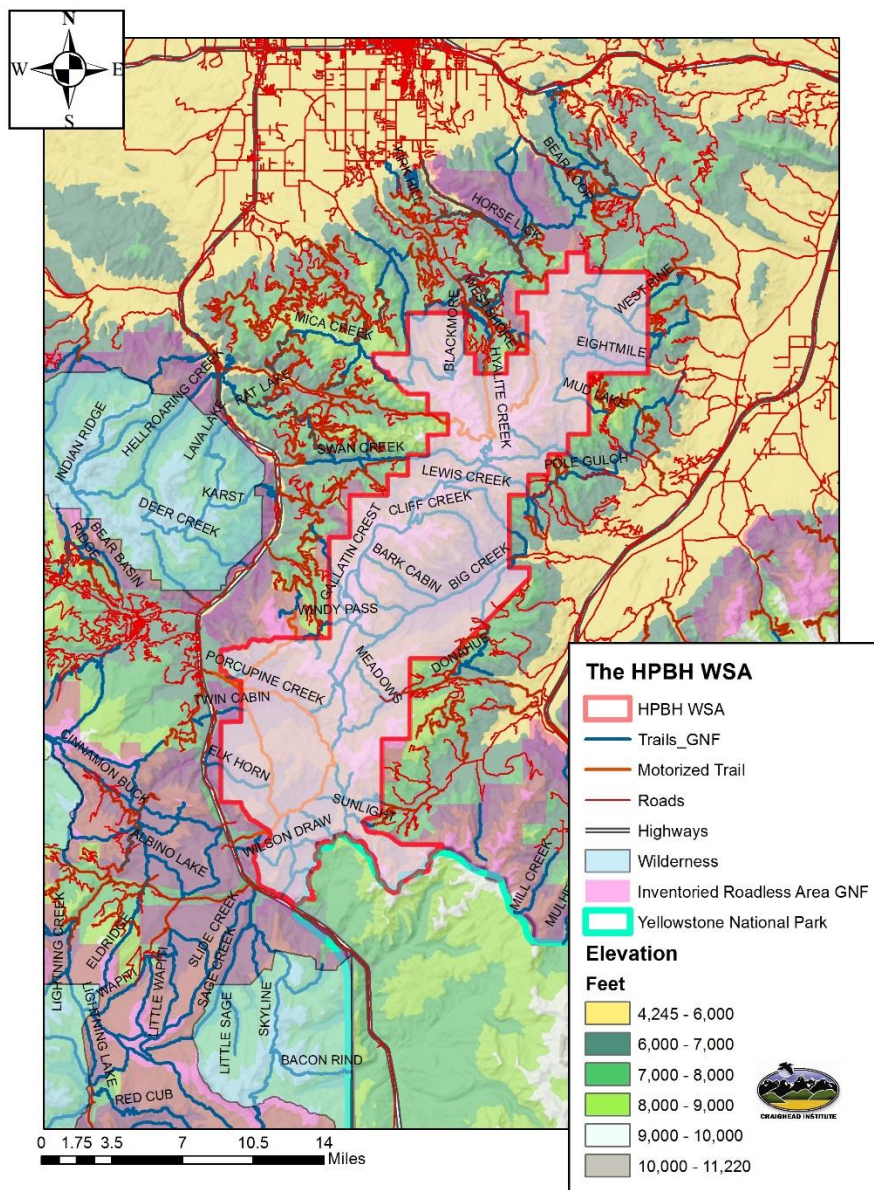 N
W E
S
KIRK HILL
BEAR LOOP
HORSE LICK
WEST SHORE
WEST PINE
BLACKMORE
MICA CREEK
EIGHTMILE
HYALITE CREEK
HELLROARING CREEK
RAT LAKE
MUD LAKE
INDIAN RIDGE
LAVA LAKE
SWAN CREEK
POLE GULCH
LEWIS CREEK
KARST
CLIFF CREEK
DEER CREEK
GALLATIN CREST
BEAR BASIN
RIDGE
BARK CABIN
BIG CREEK
WINDY PASS
DONAHUE
PORCUPINE CREEK
MEADOWS
TWIN CABIN
CINNAMON BUCK
ELK HORN
SUNLIGHT
ALBINO LAKE
WILSON DRAW
MILL CREEK
LIGHTNING CREEK
ELDRIDGE
SLIDE CREEK
SAGE CREEK
WAPITI
LITTLE WAPITI
LIGHTNING LAKE
LITTLE SAGE
SKYLINE
BACON RIND
RED CUB
0 1.75 3.5 7 10.5 14
Miles
The HPBH WSA
HPBH WSA
Trails_GNF
Motorized Trail
Roads
Highways
Wilderness
Inventoried Roadless Area GNF
Yellowstone National Park
Elevation
Feet
4,245 - 6,000
6,000 - 7,000
7,000 - 8,000
8,000 - 9,000
9,000 - 10,000
10,000 - 11,220
CRAIGHEAD INSTITUTE